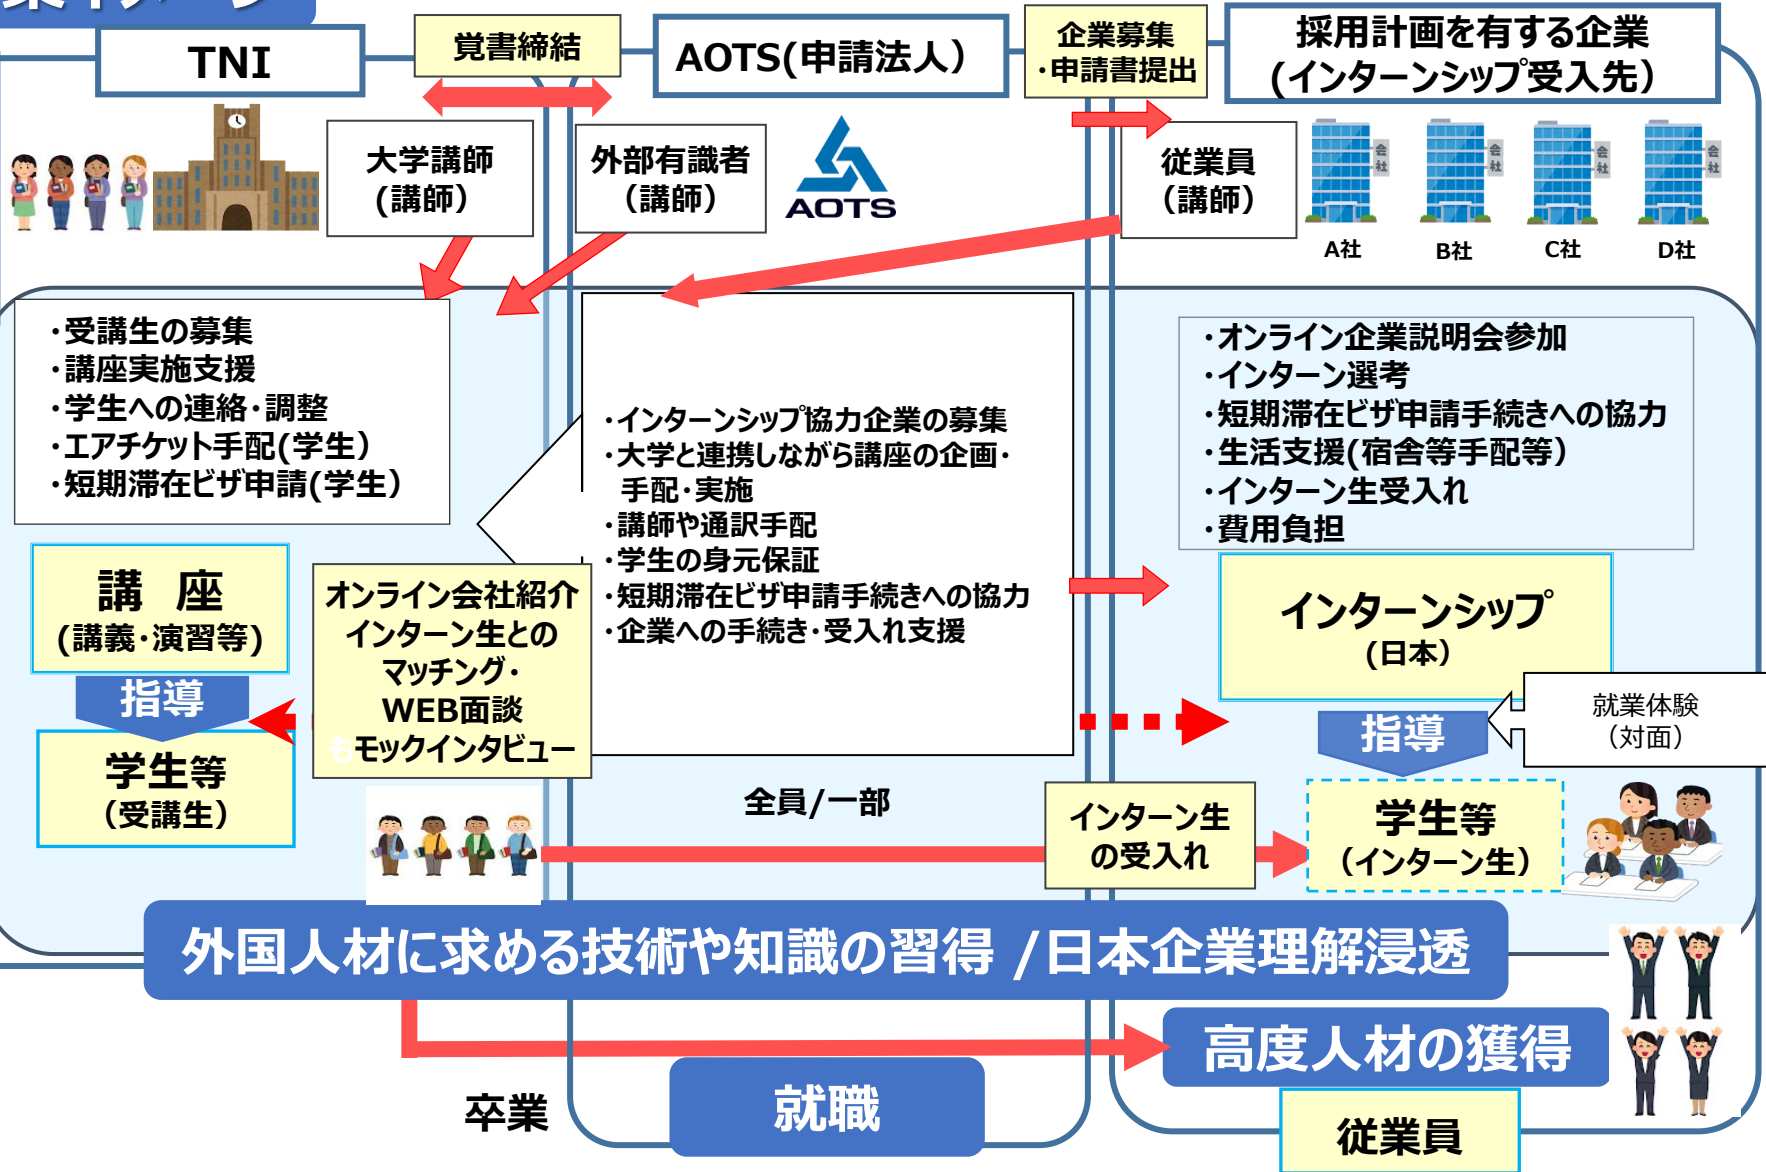 業イメージ
TNI
覚書締結
AOTS(申請法人）
企業募集
・申請書提出
採用計画を有する企業
(インターンシップ受入先）
大学講師
(講師）
外部有識者
（講師）
AOTS
従業員
（講師）
会社
会社
会社
会社
A社
B社
C社
D社
・受講生の募集
・講座実施支援
・学生への連絡・調整
・エアチケット手配(学生）
・短期滞在ビザ申請(学生）
・インターンシップ協力企業の募集
・大学と連携しながら講座の企画・
手配・実施
・講師や通訳手配
・学生の身元保証
・短期滞在ビザ申請手続きへの協力
・企業への手続き・受入れ支援
・オンライン企業説明会参加
・インターン選考
・短期滞在ビザ申請手続きへの協力
・生活支援(宿舎等手配等）
・インターン生受入れ
・費用負担
講 座
(講義・演習等)
指導
学生等
（受講生）
オンライン会社紹介
インターン生との
マッチング・
WEB面談
もモックインタビュー
インターンシップ
(日本）
指導
就業体験
（対面）
全員/一部
インターン生
の受入れ
学生等
（インターン生）
外国人材に求める技術や知識の習得 /日本企業理解浸透
高度人材の獲得
卒業
就職
従業員